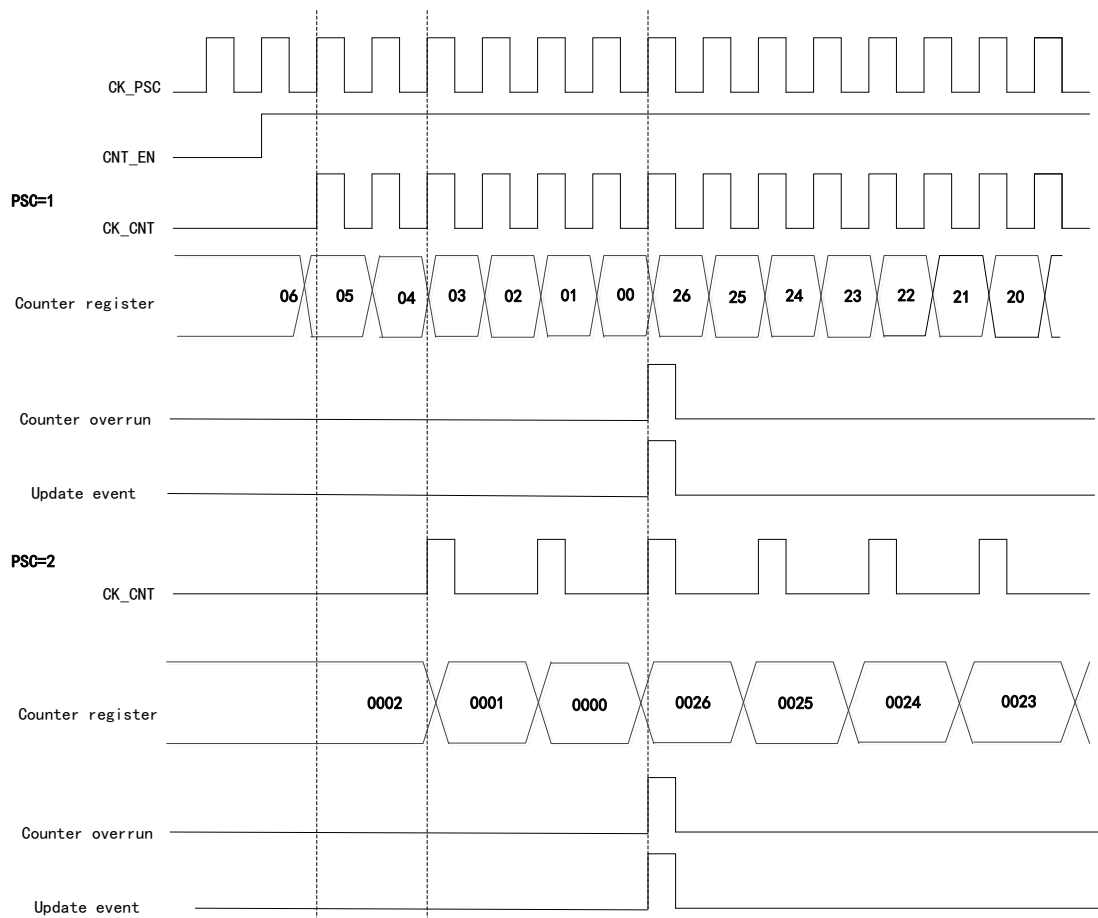 CK_PSC
CNT_EN
PSC=1
CK_CNT
Counter register 06 05 04 03 02 01 00 26 25 24 23 22 21 20
Counter overrun
Update event
PSC=2
CK_CNT
Counter register 0002 0001 0000 0026 0025 0024 0023
Counter overrun
Update event